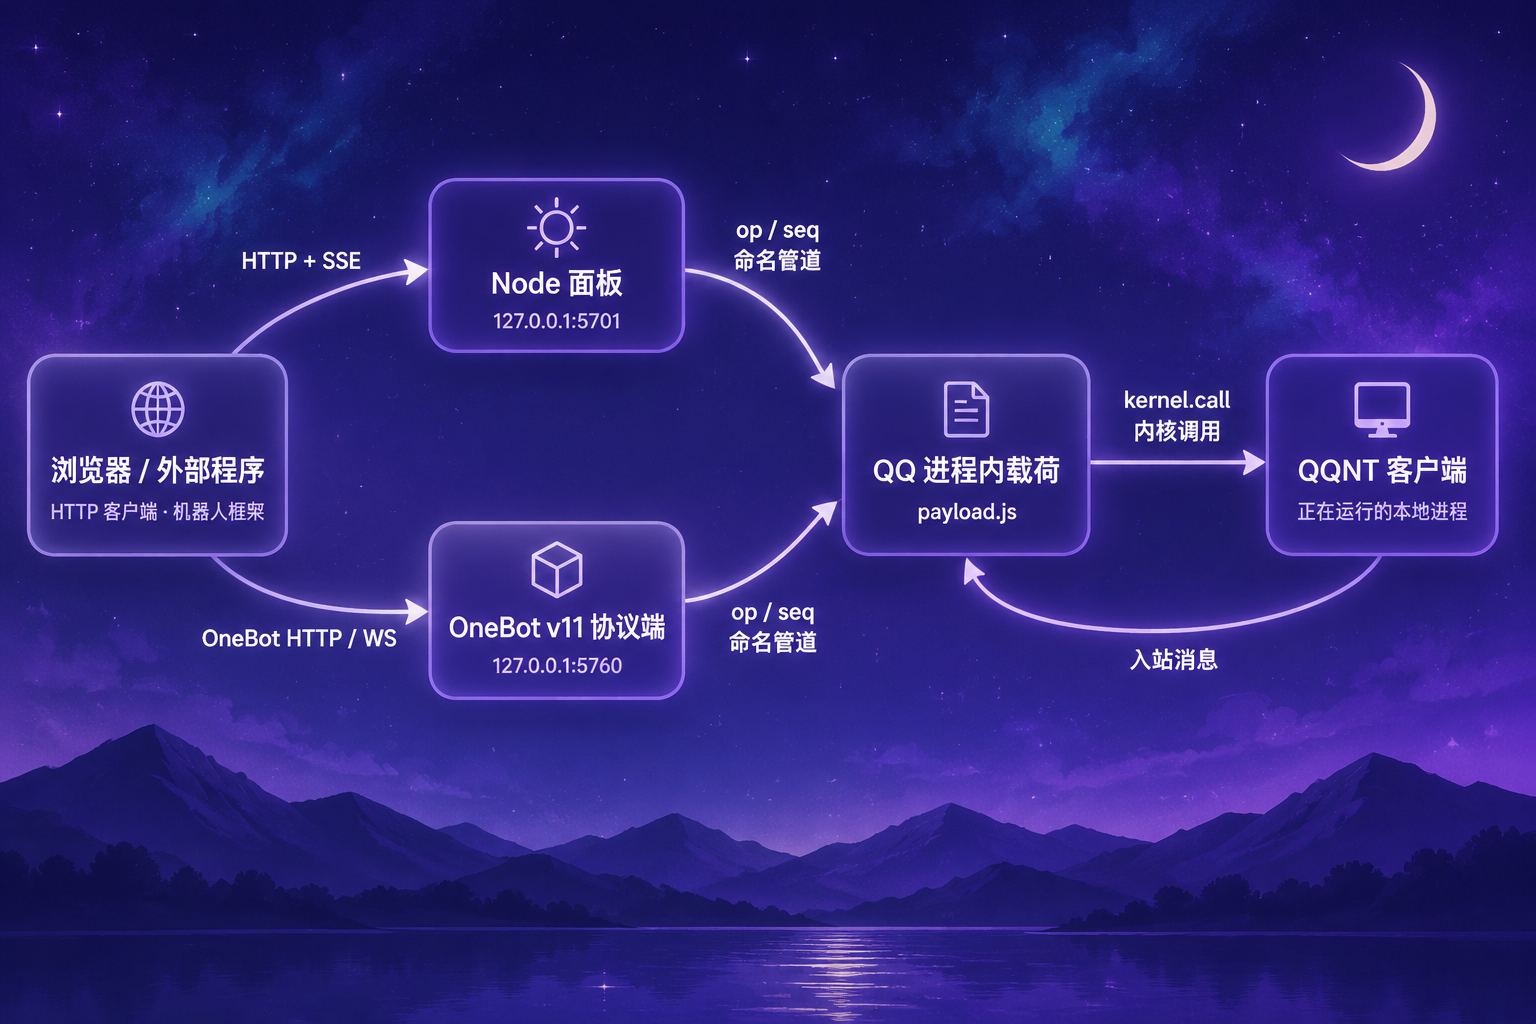 HTTP + SSE
Node 面板
127.0.0.1:5701
op / seq
命名管道
浏览器 / 外部程序
HTTP 客户端 · 机器人框架
OneBot HTTP / WS
OneBot v11 协议端
127.0.0.1:5760
op / seq
命名管道
QQ 进程内载荷
payload.js
kernel.call
内核调用
QQNT 客户端
正在运行的本地进程
入站消息